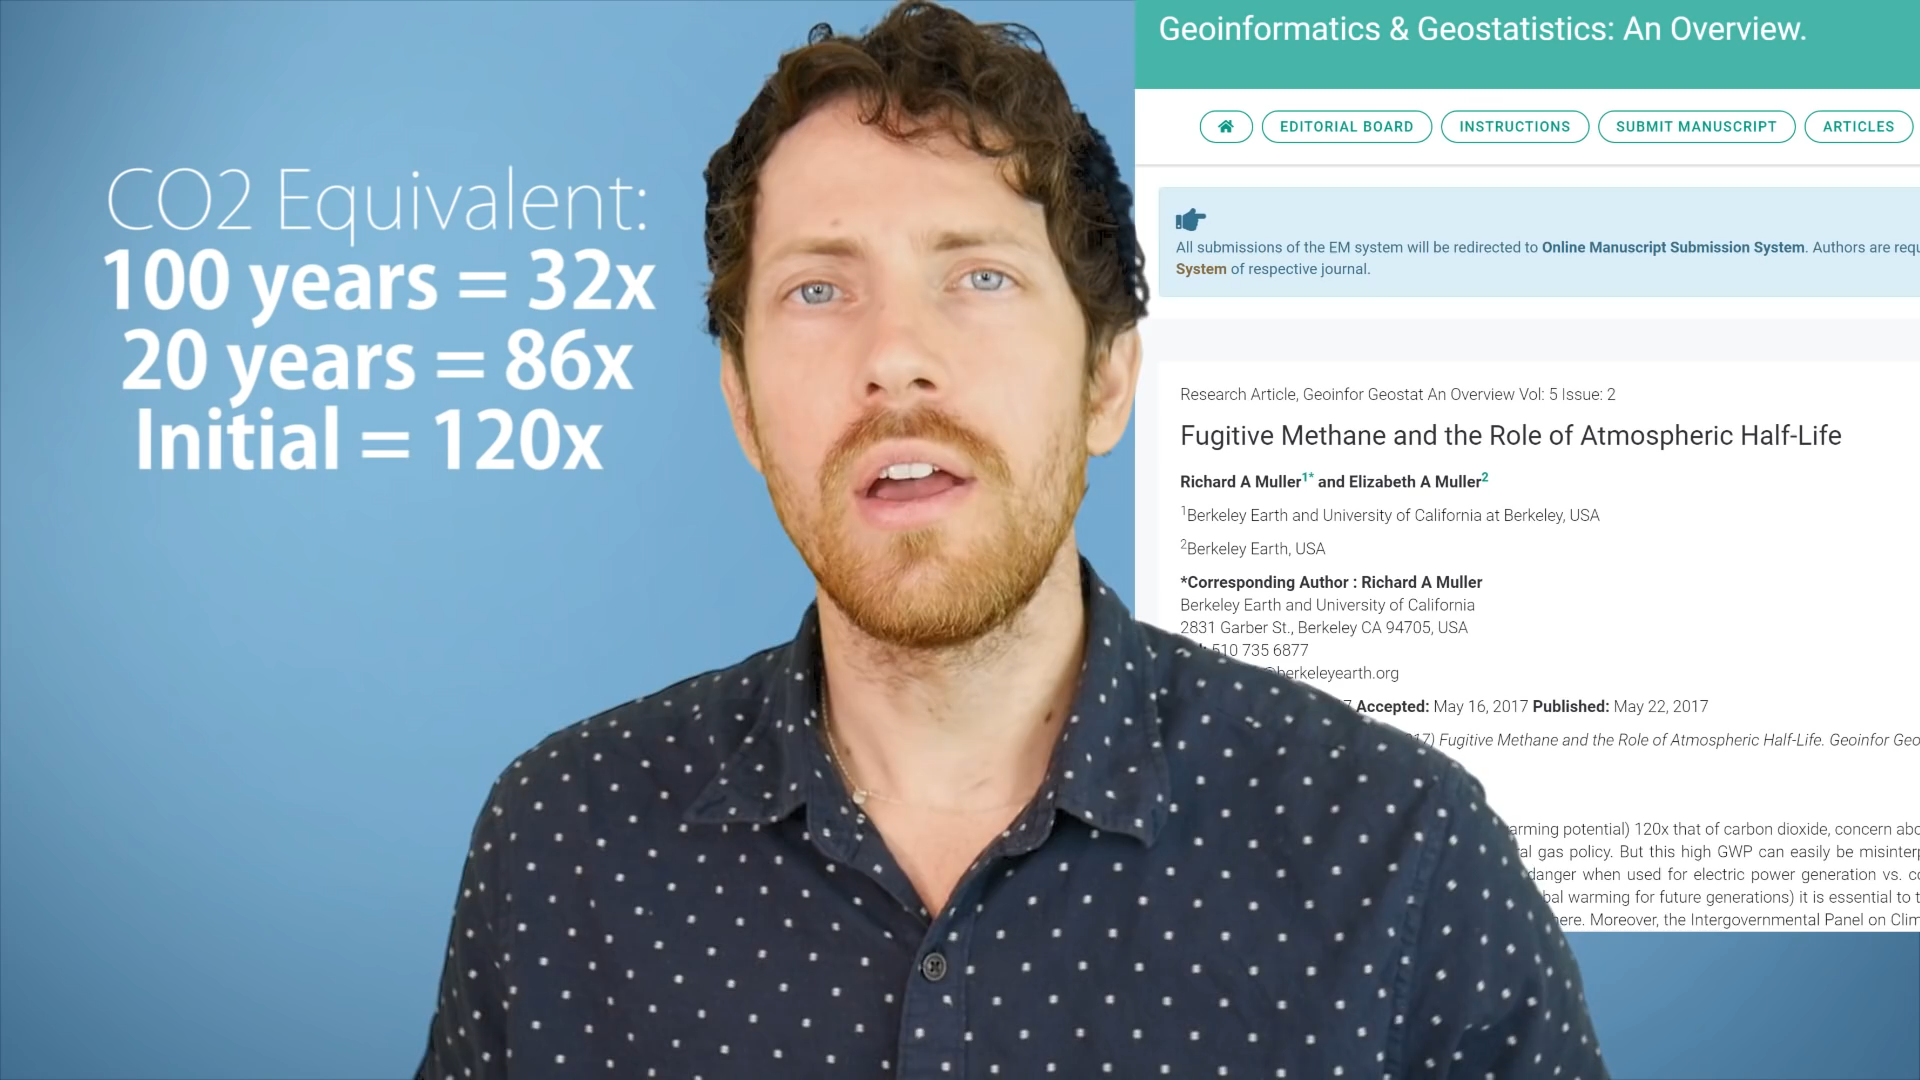 CO2 Equivalent:
100 years = 32x
20 years = 86x
Initial = 120x
Geoinformatics & Geostatistics: An Overview.
EDITORIAL BOARD INSTRUCTIONS SUBMIT MANUSCRIPT ARTICLES
All submissions of the EM system will be redirected to Online Manuscript Submission System. Authors are
System of respective journal.
Research Article, Geoinfor Geostat An Overview Vol: 5 Issue: 2
Fugitive Methane and the Role of Atmospheric Half-Life
Richard A Muller1* and Elizabeth A Muller2
1Berkeley Earth and University of California at Berkeley, USA
2Berkeley Earth, USA
*Corresponding Author : Richard A Muller
Berkeley Earth and University of California
2831 Garber St., Berkeley CA 94705, USA
510 735 6877
@berkeleyearth.org
7 Accepted: May 16, 2017 Published: May 22, 2017
17) Fugitive Methane and the Role of Atmospheric Half-Life. Geoinfor
potential) 120x that of carbon dioxide, concern
gas policy. But this high GWP can easily be
danger when used for electric power generation vs.
warming for future generations) it is essential to
Moreover, the Intergovernmental Panel on